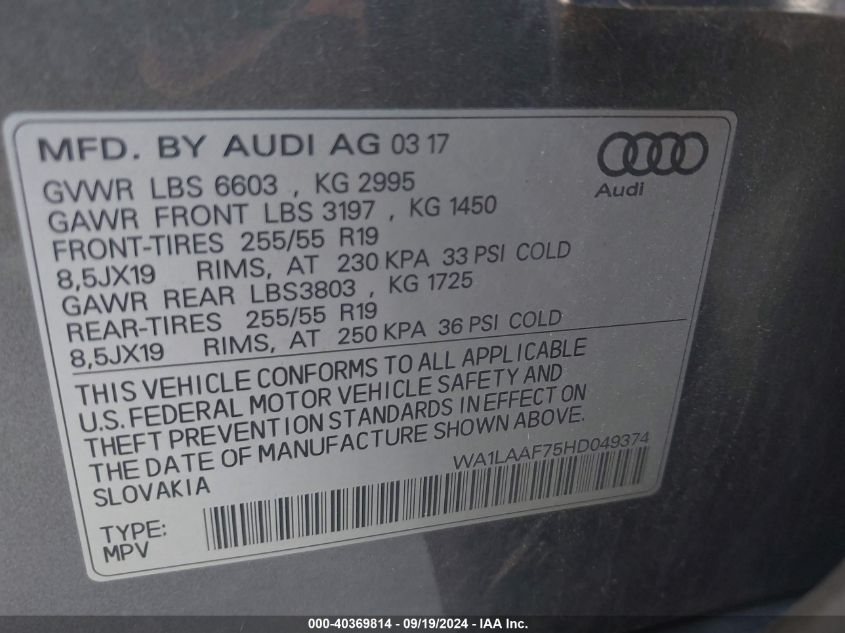 MFD. BY AUDI AG 03 17
GVWR LBS 6603 , KG 2995
GAWR FRONT LBS 3197 , KG 1450
FRONT-TIRES 255/55 R19
8,5JX19 RIMS, AT 230 KPA 33 PSI COLD
GAWR REAR LBS3803 , KG 1725
REAR-TIRES 255/55 R19
8,5JX19 RIMS, AT 250 KPA 36 PSI COLD
Audi
THIS VEHICLE CONFORMS TO ALL APPLICABLE
U.S. FEDERAL MOTOR VEHICLE SAFETY AND
THEFT PREVENTION STANDARDS IN EFFECT ON
THE DATE OF MANUFACTURE SHOWN ABOVE.
SLOVAKIA
WA1LAAF75HD049374
TYPE:
MPV
000-40369814 - 09/19/2024 - IAA Inc.